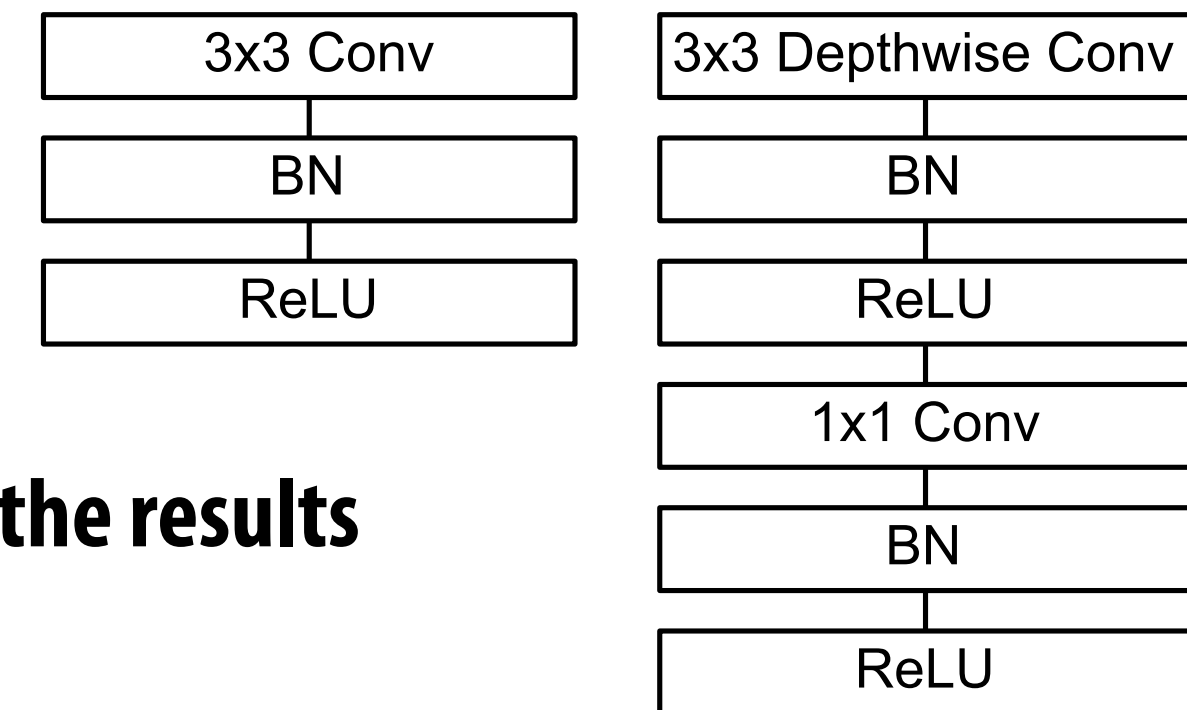 3x3 Conv
BN
ReLU
3x3 Depthwise Conv
BN
ReLU
1x1 Conv
BN
ReLU
the results